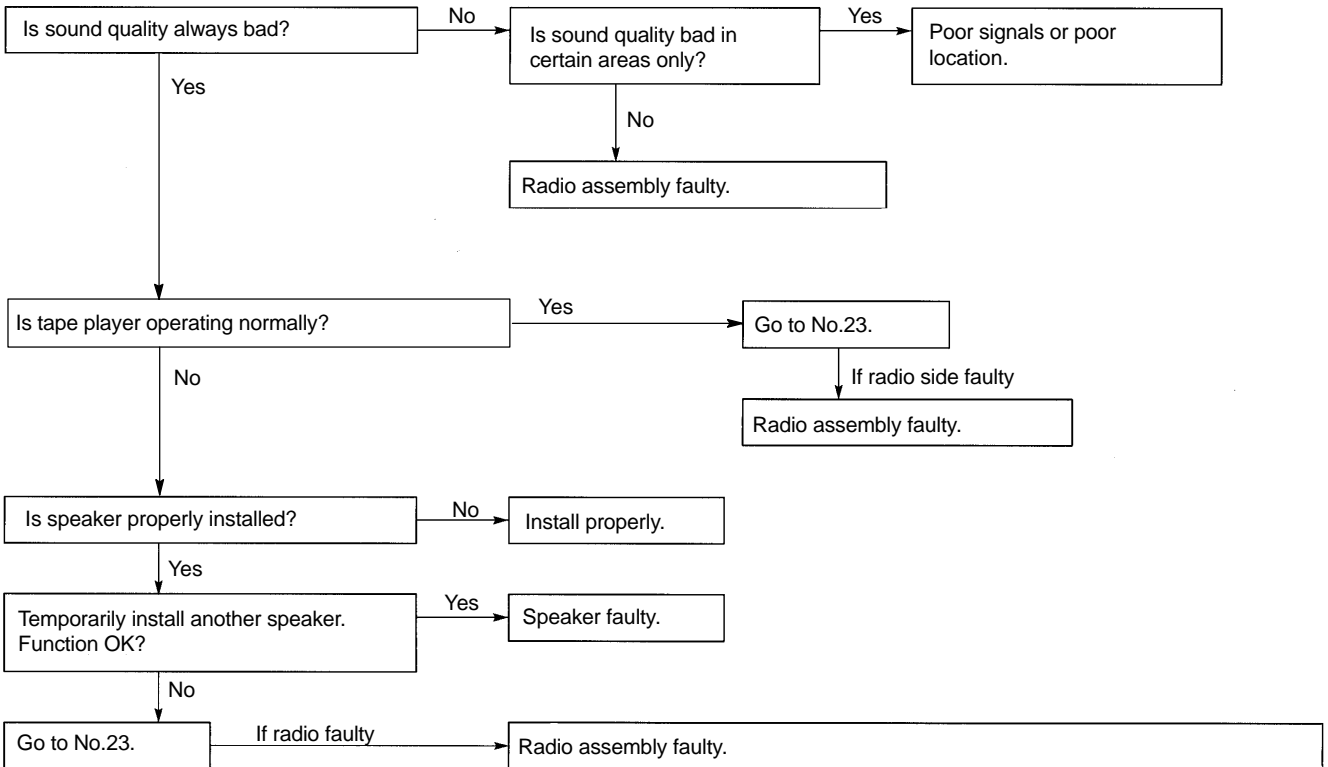 Is sound quality always bad?
No
Is sound quality bad in
certain areas only?
Yes
Poor signals or poor
location.
Yes
No
Radio assembly faulty.
Is tape player operating normally?
Yes
Go to No.23.
If radio side faulty
Radio assembly faulty.
No
Is speaker properly installed?
No
Install properly.
Yes
Temporarily install another speaker.
Function OK?
Yes
Speaker faulty.
No
Go to No.23.
If radio faulty
Radio assembly faulty.